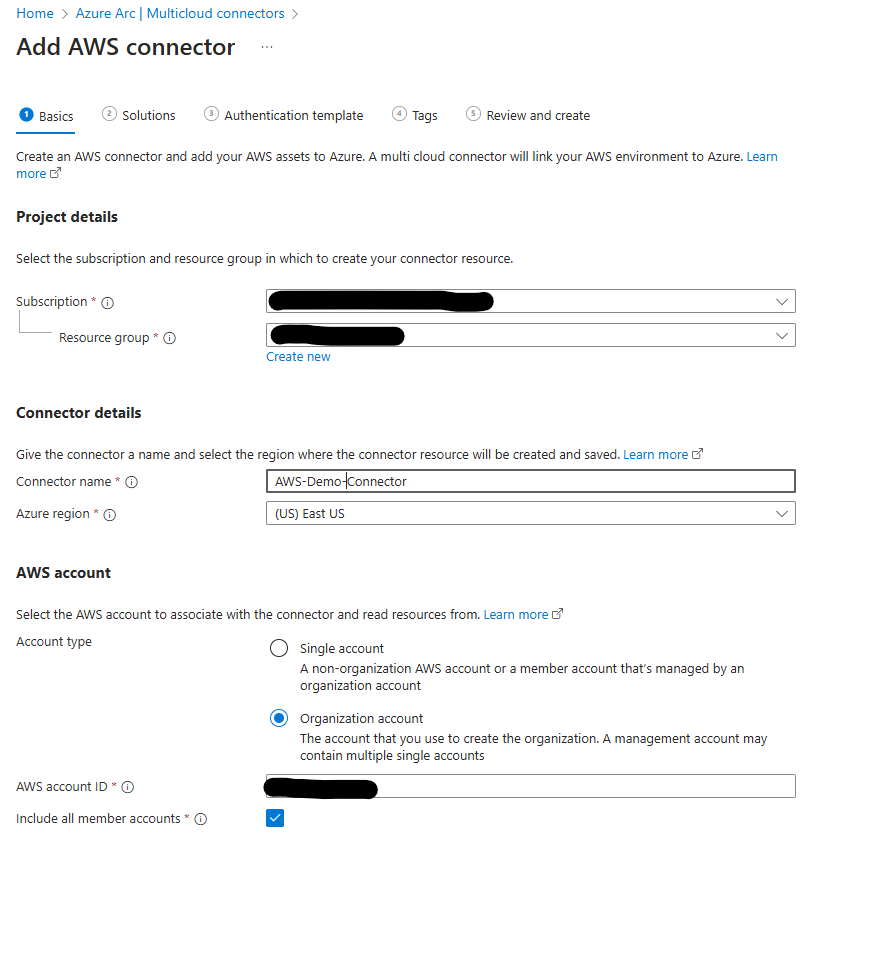 Home > Azure Arc | Multicloud connectors >
Add AWS connector ...
1 Basics 2 Solutions 3 Authentication template 4 Tags 5 Review and create
Create an AWS connector and add your AWS assets to Azure. A multi cloud connector will link your AWS environment to Azure. Learn
more
Project details
Select the subscription and resource group in which to create your connector resource.
Subscription *
Resource group *
Create new
Connector details
Give the connector a name and select the region where the connector resource will be created and saved. Learn more
Connector name * AWS-Demo-Connector
Azure region * (US) East US
AWS account
Select the AWS account to associate with the connector and read resources from. Learn more
Account type
Single account
A non-organization AWS account or a member account that's managed by an
organization account
Organization account
The account that you use to create the organization. A management account may
contain multiple single accounts
AWS account ID *
Include all member accounts *